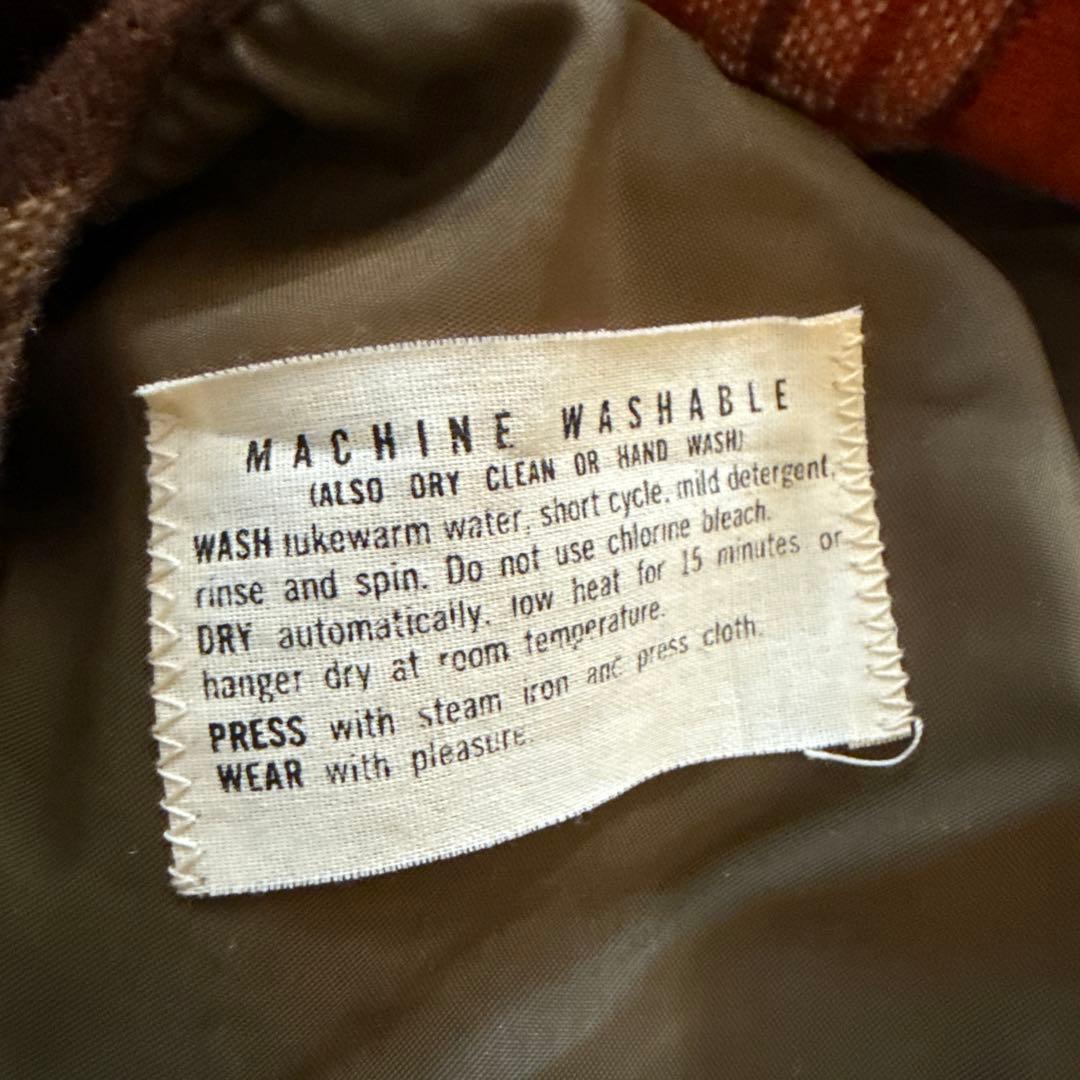 MACHINE WASHABLE
(ALSO DRY CLEAN OR HAND WASH)
WASH lukewarm water, short cycle, mild detergent,
rinse and spin. Do not use chlorine bleach.
DRY automatically, low heat for 15 minutes or
hanger dry at room temperature.
PRESS with steam iron and press cloth.
WEAR with pleasure.